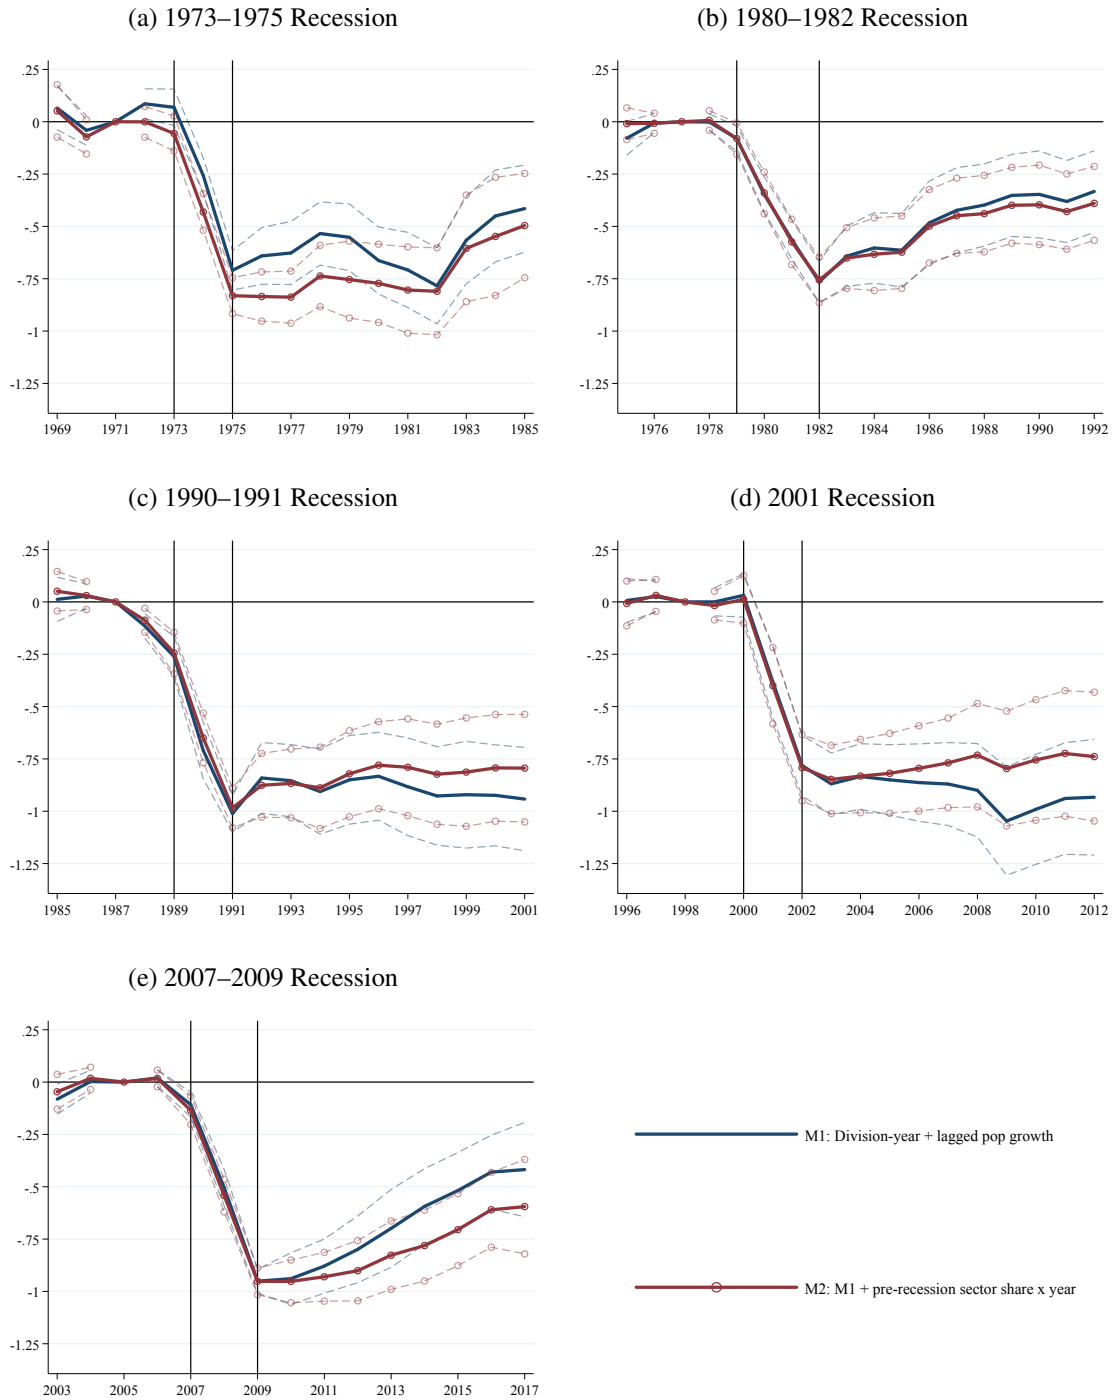 (a) 1973–1975 Recession
.25
0
-.25
-.5
-.75
-1
-1.25
1969 1971 1973 1975 1977 1979 1981 1983 1985
(b) 1980–1982 Recession
.25
0
-.25
-.5
-.75
-1
-1.25
1976 1978 1980 1982 1984 1986 1988 1990 1992
(c) 1990–1991 Recession
.25
0
-.25
-.5
-.75
-1
-1.25
1985 1987 1989 1991 1993 1995 1997 1999 2001
(d) 2001 Recession
.25
0
-.25
-.5
-.75
-1
-1.25
1996 1998 2000 2002 2004 2006 2008 2010 2012
(e) 2007–2009 Recession
.25
0
-.25
-.5
-.75
-1
-1.25
2003 2005 2007 2009 2011 2013 2015 2017
M1: Division-year + lagged pop growth
M2: M1 + pre-recession sector share x year